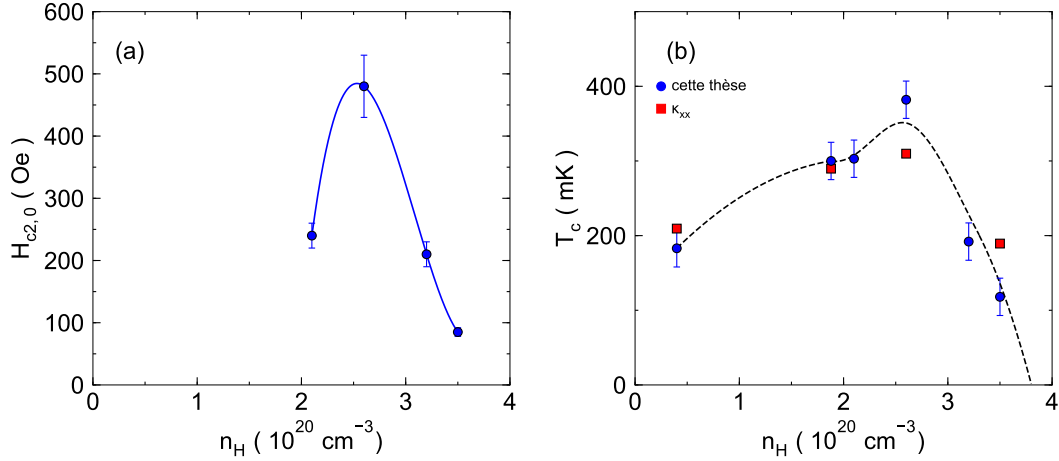 (a)
H_{c2,0} ( Oe )
600
500
400
300
200
100
0
0 1 2 3 4
n_H ( 10^{20} cm^{−3})
(b)
cette thèse
κ_{xx}
T_c ( mK )
400
200
0
0 1 2 3 4
n_H ( 10^{20} cm^{−3})